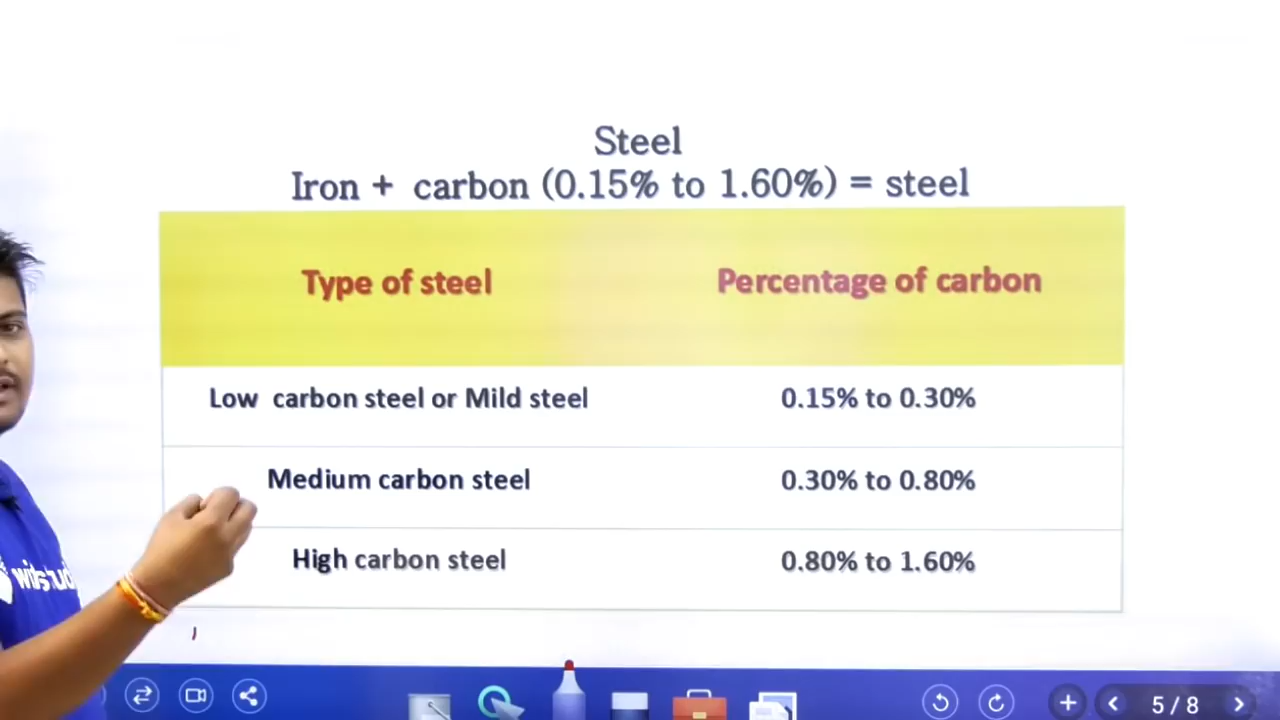 Steel
Iron + carbon (0.15% to 1.60%) = steel
Type of steel Percentage of carbon
Low carbon steel or Mild steel 0.15% to 0.30%
Medium carbon steel 0.30% to 0.80%
High carbon steel 0.80% to 1.60%
5 / 8